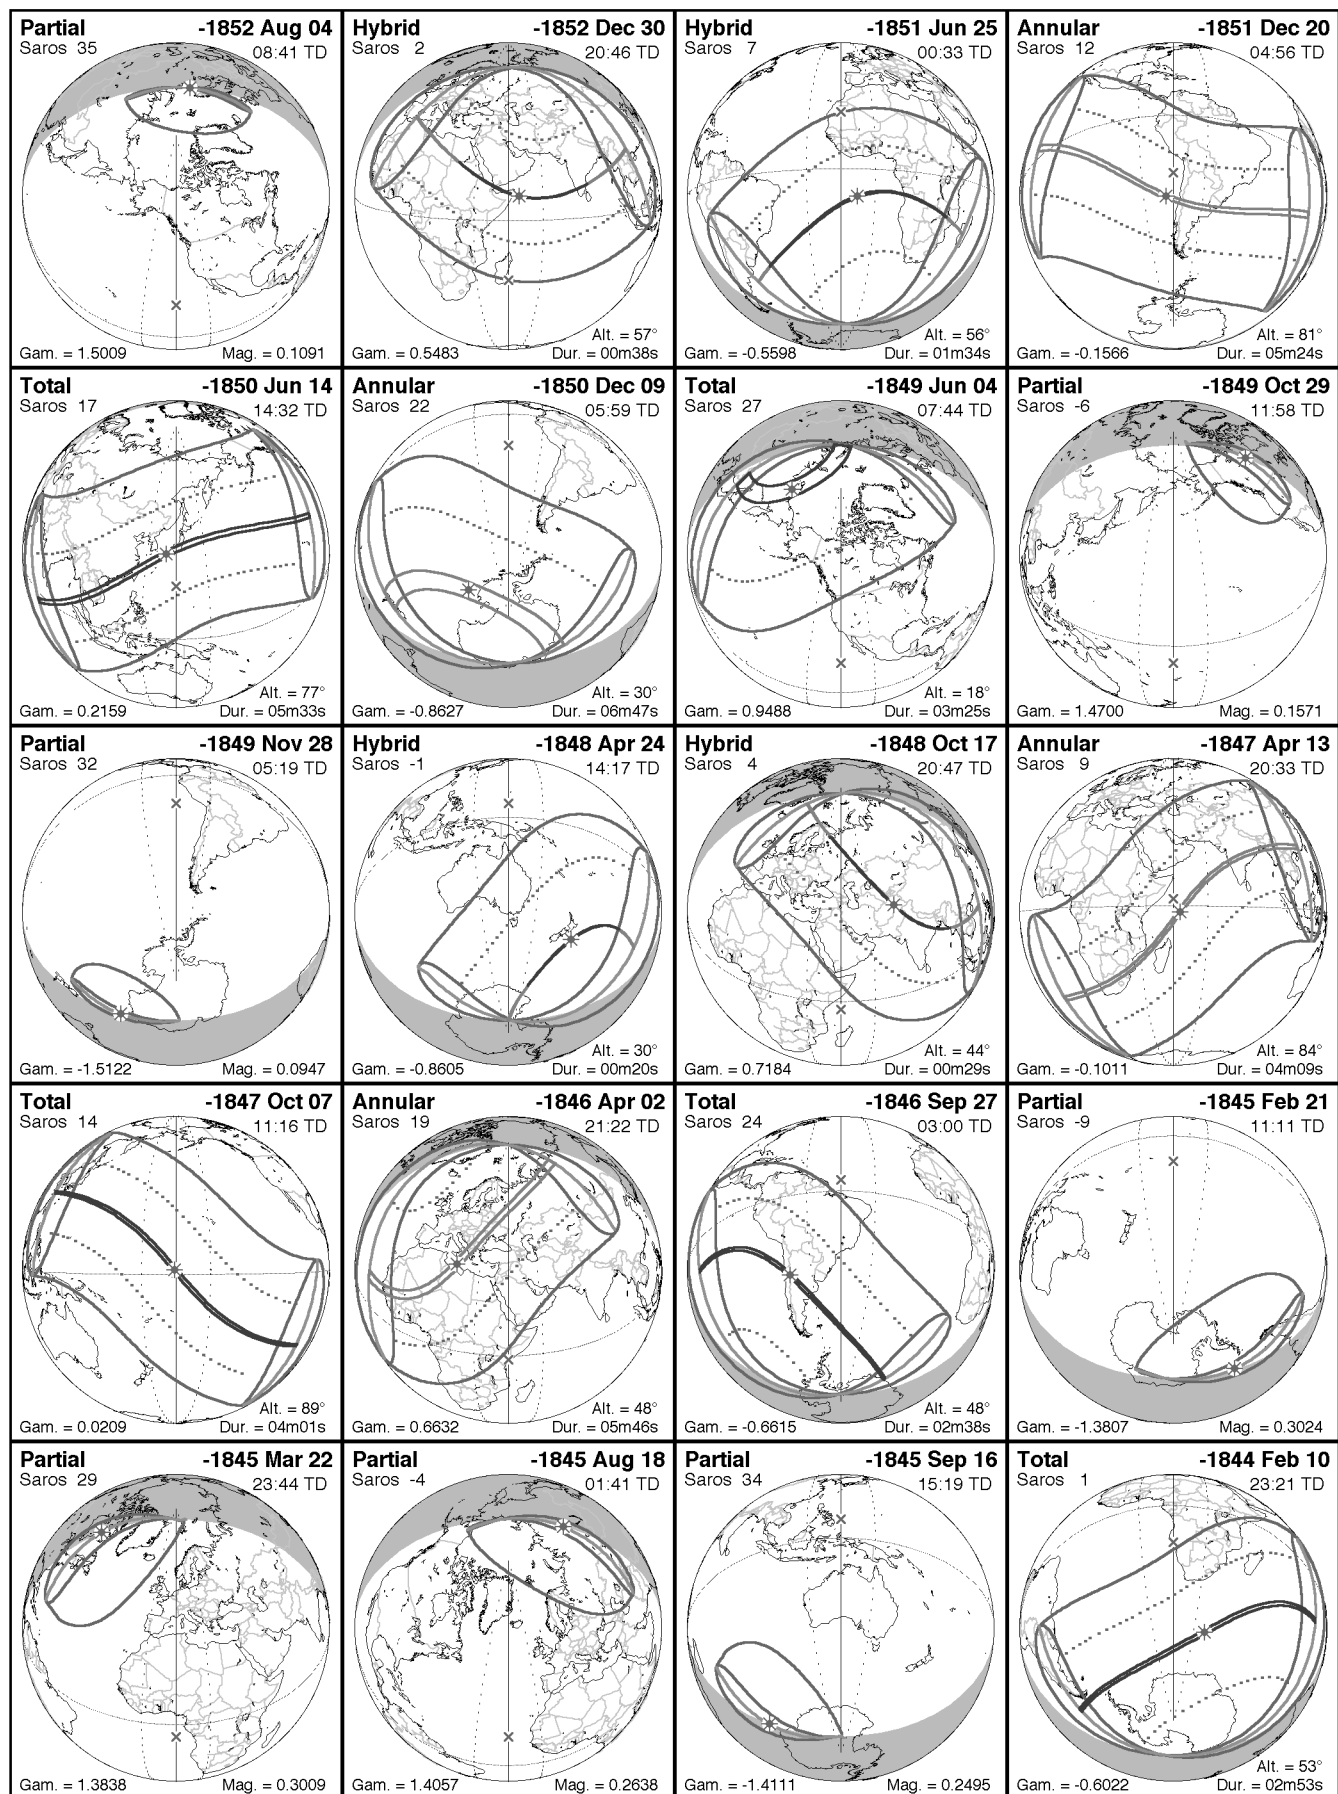 Partial -1852 Aug 04
Saros 35 08:41 TD
Gam. = 1.5009 Mag. = 0.1091
Hybrid -1852 Dec 30
Saros 2 20:46 TD
Alt. = 57°
Gam. = 0.5483 Dur. = 00m38s
Hybrid -1851 Jun 25
Saros 7 00:33 TD
Alt. = 56°
Gam. = -0.5598 Dur. = 01m34s
Annular -1851 Dec 20
Saros 12 04:56 TD
Alt. = 81°
Gam. = -0.1566 Dur. = 05m24s
Total -1850 Jun 14
Saros 17 14:32 TD
Alt. = 77°
Gam. = 0.2159 Dur. = 05m33s
Annular -1850 Dec 09
Saros 22 05:59 TD
Alt. = 30°
Gam. = -0.8627 Dur. = 06m47s
Total -1849 Jun 04
Saros 27 07:44 TD
Alt. = 18°
Gam. = 0.9488 Dur. = 03m25s
Partial -1849 Oct 29
Saros -6 11:58 TD
Gam. = 1.4700 Mag. = 0.1571
Partial -1849 Nov 28
Saros 32 05:19 TD
Gam. = -1.5122 Mag. = 0.0947
Hybrid -1848 Apr 24
Saros -1 14:17 TD
Alt. = 30°
Gam. = -0.8605 Dur. = 00m20s
Hybrid -1848 Oct 17
Saros 4 20:47 TD
Alt. = 44°
Gam. = 0.7184 Dur. = 00m29s
Annular -1847 Apr 13
Saros 9 20:33 TD
Alt. = 84°
Gam. = -0.1011 Dur. = 04m09s
Total -1847 Oct 07
Saros 14 11:16 TD
Alt. = 89°
Gam. = 0.0209 Dur. = 04m01s
Annular -1846 Apr 02
Saros 19 21:22 TD
Alt. = 48°
Gam. = 0.6632 Dur. = 05m46s
Total -1846 Sep 27
Saros 24 03:00 TD
Alt. = 48°
Gam. = -0.6615 Dur. = 02m38s
Partial -1845 Feb 21
Saros -9 11:11 TD
Gam. = -1.3807 Mag. = 0.3024
Partial -1845 Mar 22
Saros 29 23:44 TD
Gam. = 1.3838 Mag. = 0.3009
Partial -1845 Aug 18
Saros -4 01:41 TD
Gam. = 1.4057 Mag. = 0.2638
Partial -1845 Sep 16
Saros 34 15:19 TD
Gam. = -1.4111 Mag. = 0.2495
Total -1844 Feb 10
Saros 1 23:21 TD
Alt. = 53°
Gam. = -0.6022 Dur. = 02m53s